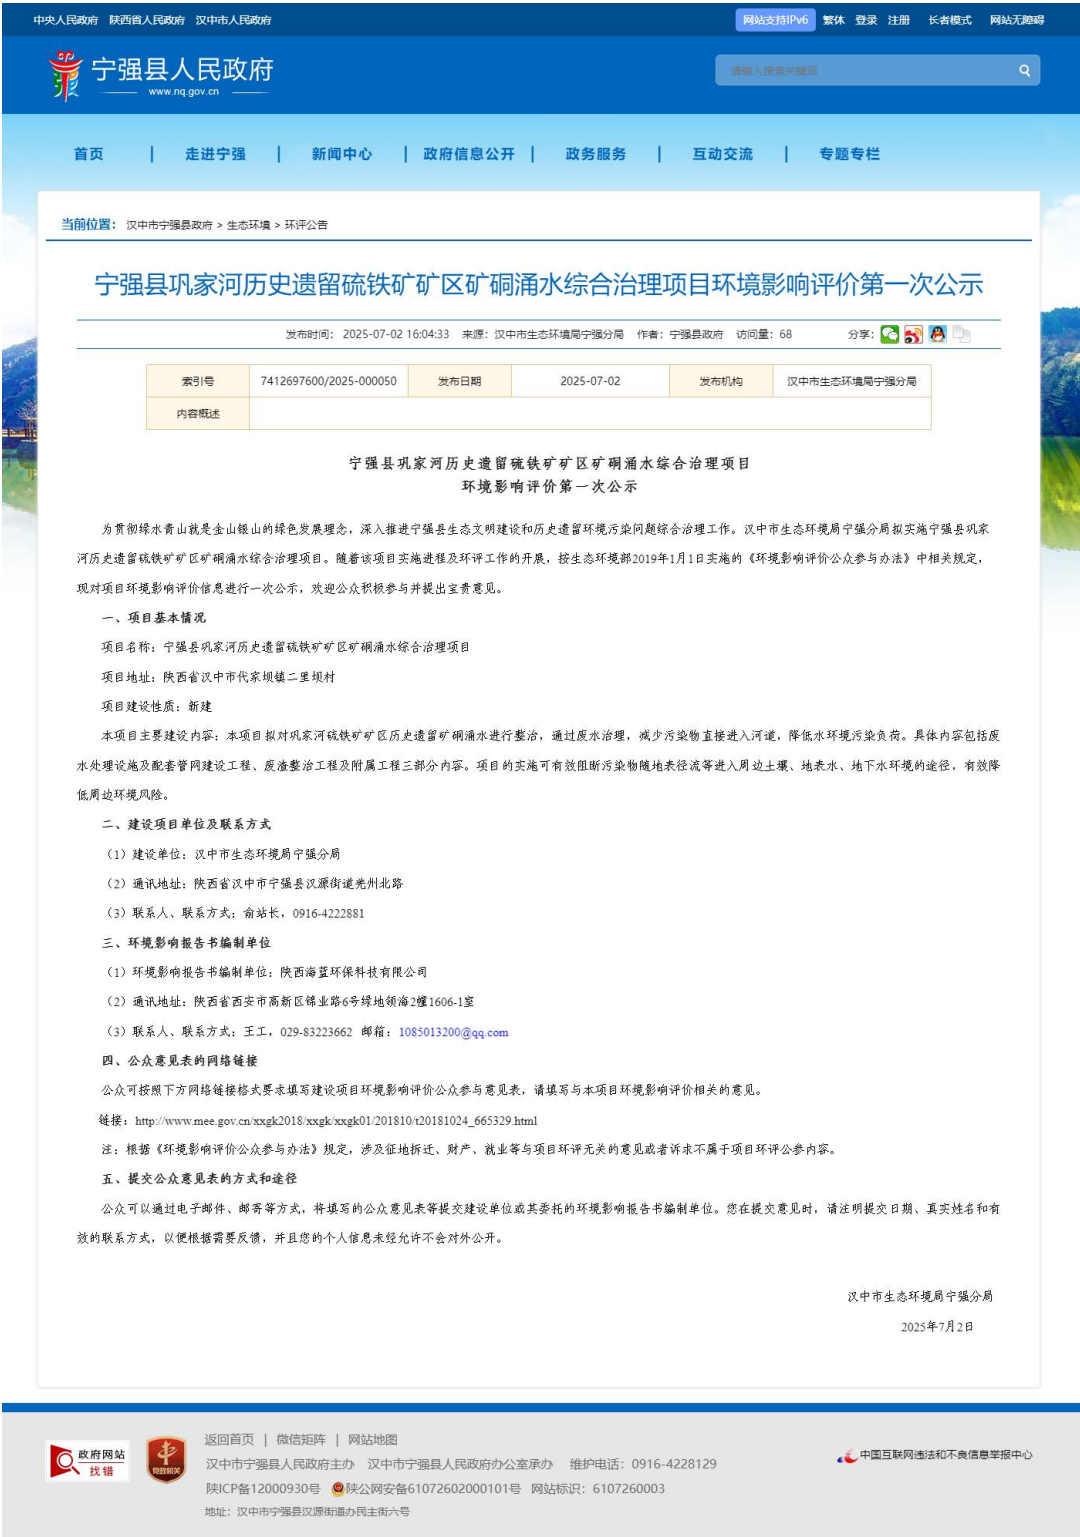 中央人民政府 陕西省人民政府 汉中市人民政府 网站支持IPv6 繁体 登录 注册 长者模式 网站无障碍
宁强县人民政府
www.nq.gov.cn
请输入搜索关键词
首页 | 走进宁强 | 新闻中心 | 政府信息公开 | 政务服务 | 互动交流 | 专题专栏
当前位置： 汉中市宁强县政府 > 生态环境 > 环评公告
宁强县巩家河历史遗留硫铁矿矿区矿硐涌水综合治理项目环境影响评价第一次公示
发布时间： 2025-07-02 16:04:33 来源：汉中市生态环境局宁强分局 作者：宁强县政府 访问量：68 分享：
索引号 7412697600/2025-000050 发布日期 2025-07-02 发布机构 汉中市生态环境局宁强分局
内容概述
宁强县巩家河历史遗留硫铁矿矿区矿硐涌水综合治理项目
环境影响评价第一次公示
为贯彻绿水青山就是金山银山的绿色发展理念，深入推进宁强县生态文明建设和历史遗留环境污染问题综合治理工作。汉中市生态环境局宁强分局拟实施宁强县巩家
河历史遗留硫铁矿矿区矿硐涌水综合治理项目。随着该项目实施进程及环评工作的开展，按生态环境部2019年1月1日实施的《环境影响评价公众参与办法》中相关规定，
现对项目环境影响评价信息进行一次公示，欢迎公众积极参与并提出宝贵意见。
一、项目基本情况
项目名称：宁强县巩家河历史遗留硫铁矿矿区矿硐涌水综合治理项目
项目地址：陕西省汉中市代家坝镇二里坝村
项目建设性质：新建
本项目主要建设内容：本项目拟对巩家河硫铁矿矿区历史遗留矿硐涌水进行整治，通过废水治理，减少污染物直接进入河道，降低水环境污染负荷。具体内容包括废
水处理设施及配套管网建设工程、废渣整治工程及附属工程三部分内容。项目的实施可有效阻断污染物随地表径流等进入周边土壤、地表水、地下水环境的途径，有效降
低周边环境风险。
二、建设项目单位及联系方式
（1）建设单位：汉中市生态环境局宁强分局
（2）通讯地址：陕西省汉中市宁强县汉源街道羌州北路
（3）联系人、联系方式：俞站长，0916-4222881
三、环境影响报告书编制单位
（1）环境影响报告书编制单位：陕西海蓝环保科技有限公司
（2）通讯地址：陕西省西安市高新区锦业路6号绿地领海2幢1606-1室
（3）联系人、联系方式：王工，029-83223662 邮箱：1085013200@qq.com
四、公众意见表的网络链接
公众可按照下方网络链接格式要求填写建设项目环境影响评价公众参与意见表，请填写与本项目环境影响评价相关的意见。
链接：http://www.mee.gov.cn/xxgk2018/xxgk/xxgk01/201810/t20181024_665329.html
注：根据《环境影响评价公众参与办法》规定，涉及征地拆迁、财产、就业等与项目环评无关的意见或者诉求不属于项目环评公参内容。
五、提交公众意见表的方式和途径
公众可以通过电子邮件、邮寄等方式，将填写的公众意见表等提交建设单位或其委托的环境影响报告书编制单位。您在提交意见时，请注明提交日期、真实姓名和有
效的联系方式，以便根据需要反馈，并且您的个人信息未经允许不会对外公开。
汉中市生态环境局宁强分局
2025年7月2日
政府网站
找错
党政机关
返回首页 | 微信矩阵 | 网站地图
汉中市宁强县人民政府主办 汉中市宁强县人民政府办公室承办 维护电话：0916-4228129
陕ICP备12000930号 陕公网安备61072602000101号 网站标识：6107260003
地址：汉中市宁强县汉源街道办民主街六号
中国互联网违法和不良信息举报中心